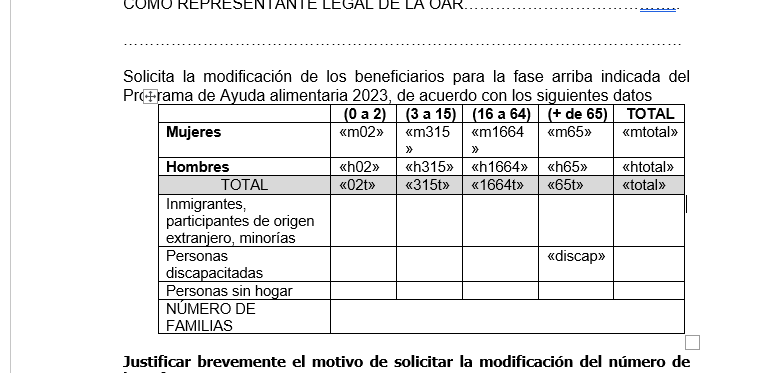 COMO REPRESENTANTE LEGAL DE LA OAR……………………………………….
……………………………………………………………………………………………
Solicita la modificación de los beneficiarios para la fase arriba indicada del
Programa de Ayuda alimentaria 2023, de acuerdo con los siguientes datos
(0 a 2) (3 a 15) (16 a 64) (+ de 65) TOTAL
Mujeres «m02» «m315 «m1664 «m65» «mtotal»
» »
Hombres «h02» «h315» «h1664» «h65» «htotal»
TOTAL «02t» «315t» «1664t» «65t» «total»
Inmigrantes,
participantes de origen
extranjero, minorías
Personas «discap»
discapacitadas
Personas sin hogar
NÚMERO DE
FAMILIAS
Justificar brevemente el motivo de solicitar la modificación del número de